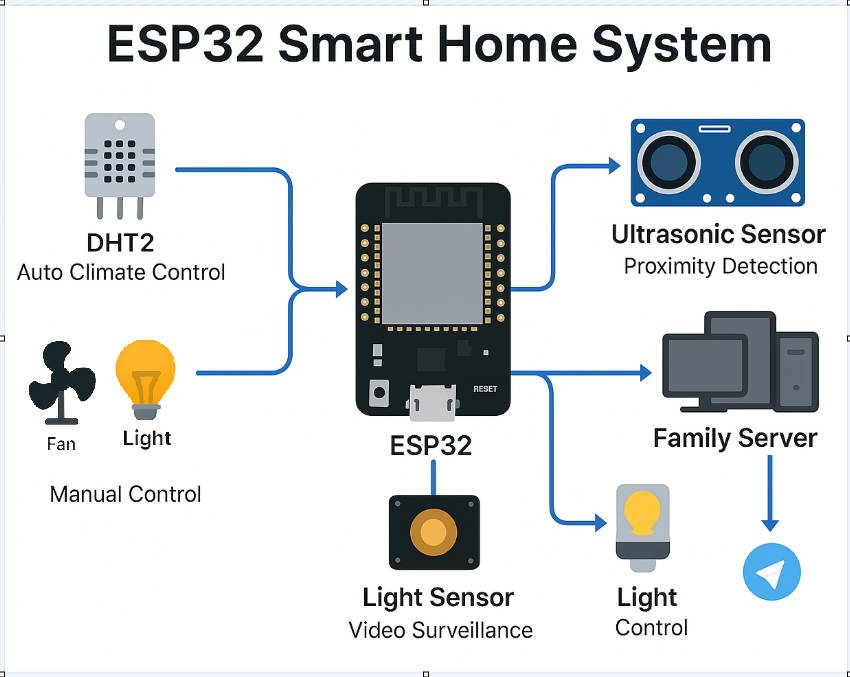 ESP32 Smart Home System
DHT2
Auto Climate Control
Fan
Light
Manual Control
RESET
ESP32
Light Sensor
Video Surveillance
Ultrasonic Sensor
Proximity Detection
Family Server
Light
Control